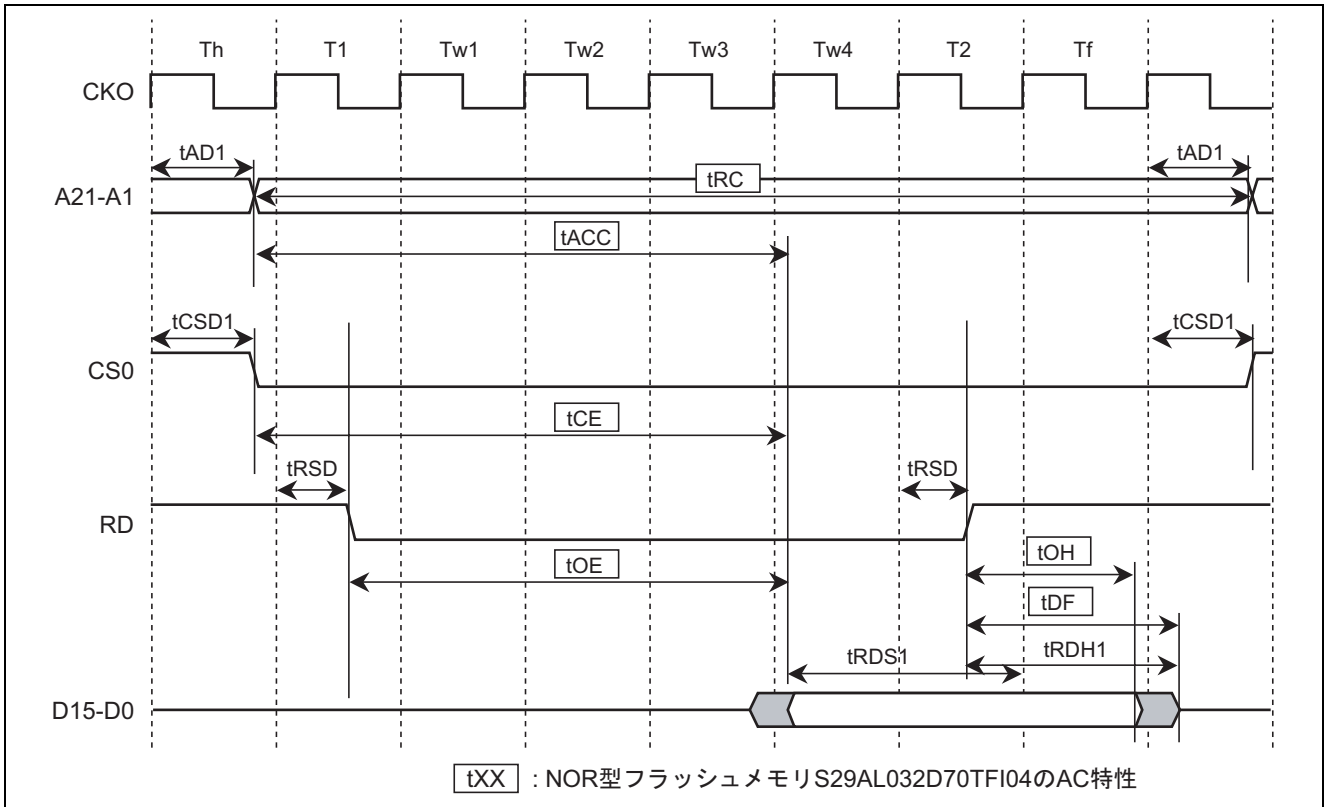 Th T1 Tw1 Tw2 Tw3 Tw4 T2 Tf
CKO
tAD1 tAD1
tRC
A21-A1
tACC
tCSD1 tCSD1
CS0
tCE
tRSD tRSD
RD
tOE tOH
tDF
tRDS1 tRDH1
D15-D0
tXX : NOR型フラッシュメモリS29AL032D70TFI04のAC特性